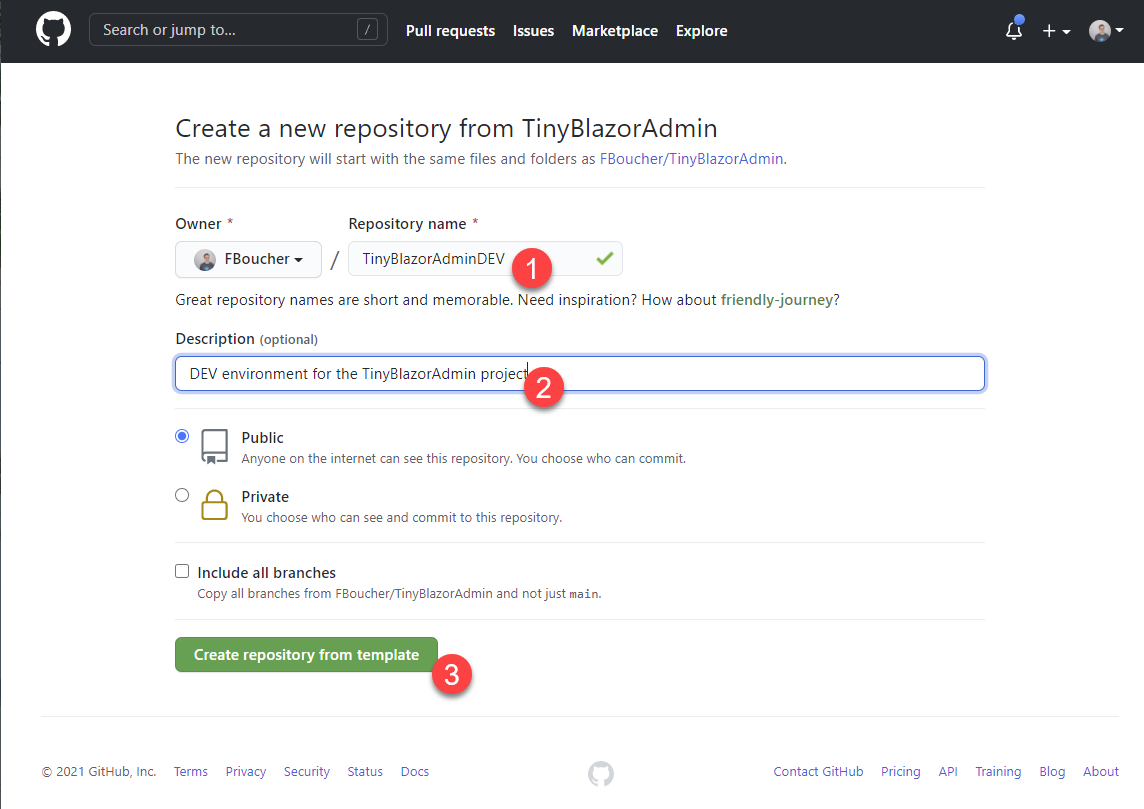 Search or jump to... /
Pull requests Issues Marketplace Explore
Create a new repository from TinyBlazorAdmin
The new repository will start with the same files and folders as FBoucher/TinyBlazorAdmin.
Owner * Repository name *
FBoucher / TinyBlazorAdminDEV 1
Great repository names are short and memorable. Need inspiration? How about friendly-journey?
Description (optional)
DEV environment for the TinyBlazorAdmin project 2
Public
Anyone on the internet can see this repository. You choose who can commit.
Private
You choose who can see and commit to this repository.
Include all branches
Copy all branches from FBoucher/TinyBlazorAdmin and not just main.
Create repository from template 3
© 2021 GitHub, Inc. Terms Privacy Security Status Docs Contact GitHub Pricing API Training Blog About